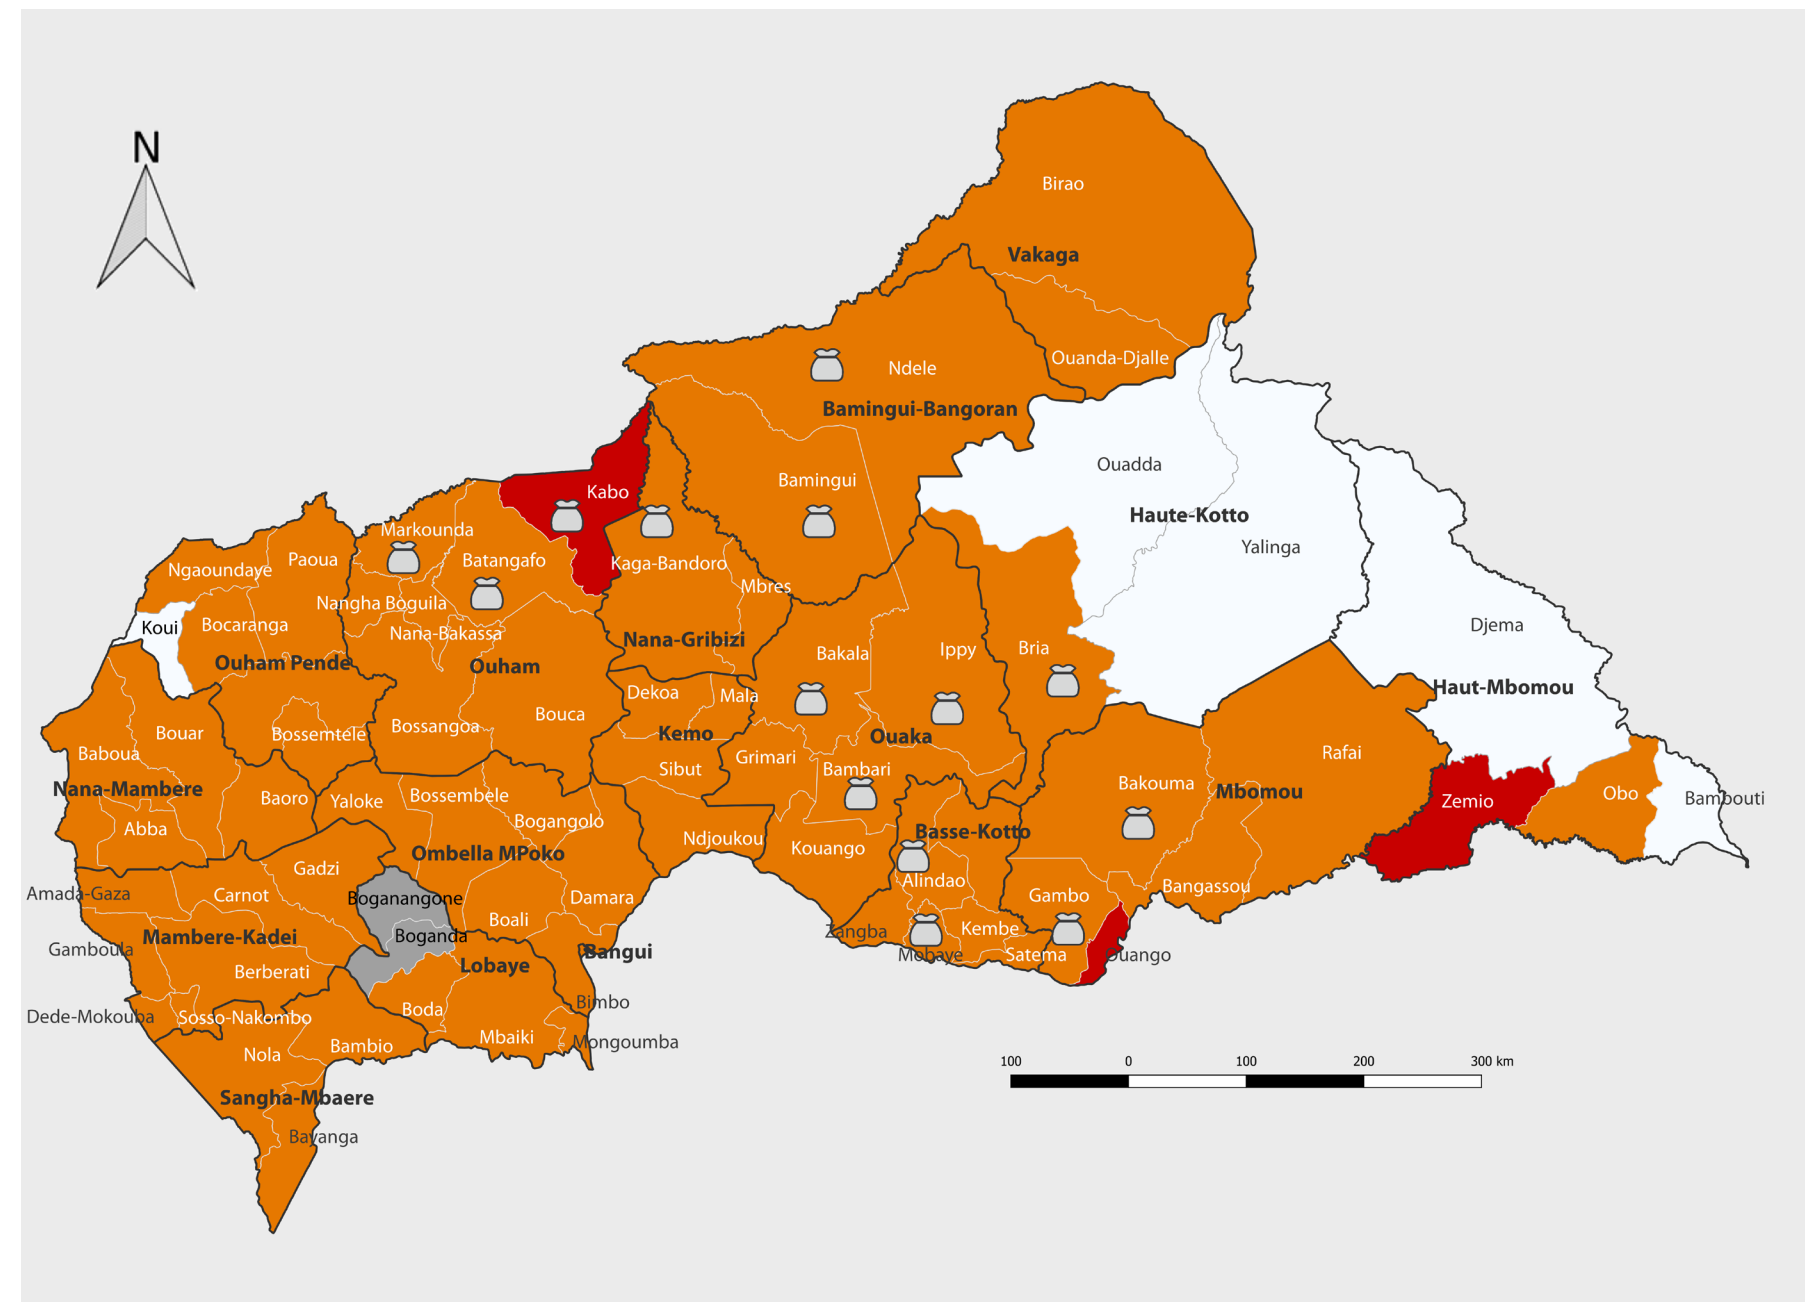 N
Birao
Vakaga
Ouanda-Djalle
Ndele
Bamingui-Bangoran
Ouadda
Bamingui
Kabo
Haute-Kotto
Markounda
Yalinga
Paoua
Batangafo
Kaga-Bandoro
Ngaoundaye
Mbres
Nangha Boguila
Bocaranga
Koui
Djema
Nana-Bakassa
Nana-Gribizi
Bria
Ippy
Bakala
Ouham Pende
Ouham
Haut-Mbomou
Dekoa
Mala
Bouca
Bossangoa
Bouar
Bossemtele
Kemo
Ouaka
Baboua
Rafai
Grimari
Sibut
Bambari
Bakouma
Nana-Mambere
Mbomou
Obo
Bambouti
Zemio
Baoro
Yaloke
Bossembele
Bogangolo
Abba
Basse-Kotto
Ndjoukou
Kouango
Ombella MPoko
Gadzi
Alindao
Bangassou
Amada-Gaza
Carnot
Boganangone
Damara
Gambo
Boali
Zangba
Kembe
Mambere-Kadei
Boganda
Gamboula
Bangui
Mobaye
Satema
Ouango
Lobaye
Berberati
Bimbo
Boda
Dede-Mokouba
Sosso-Nakombo
Mbaiki
Mongoumba
Bambio
Nola
100 0 100 200 300 km
Sangha-Mbaere
Bayanga